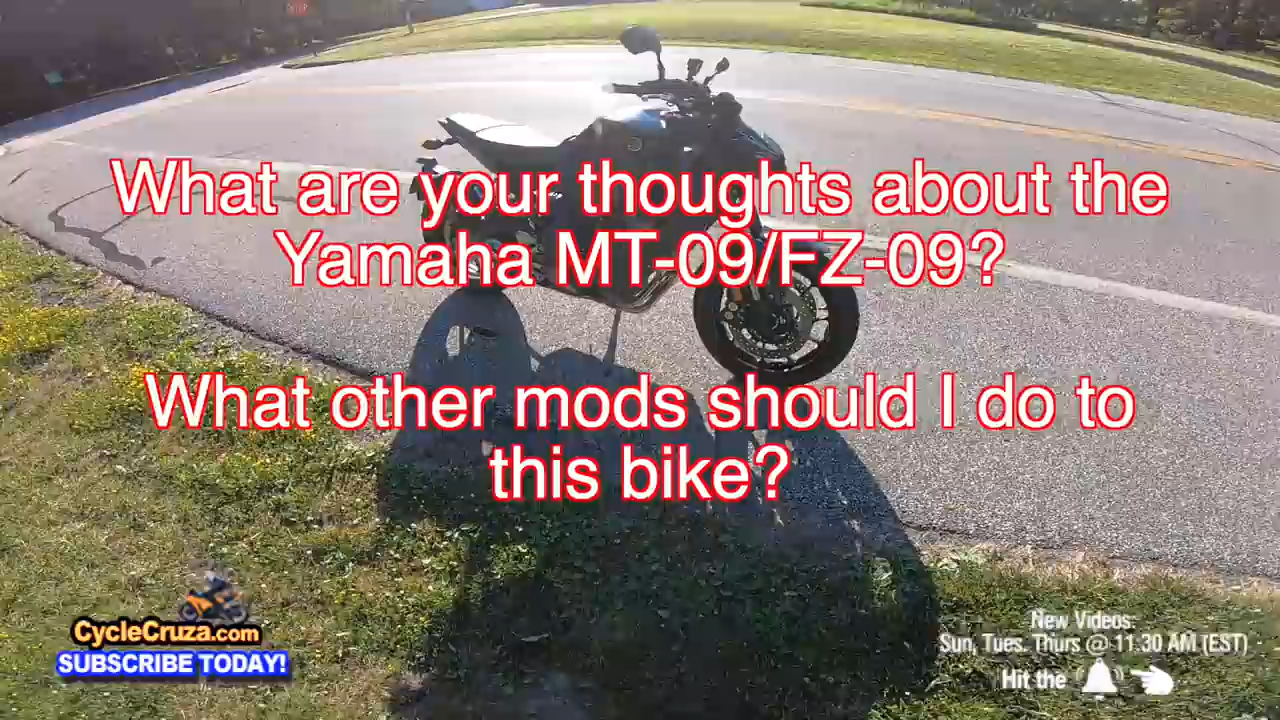 What are your thoughts about the
Yamaha MT-09/FZ-09?
What other mods should I do to
this bike?
CycleCruza.com
SUBSCRIBE TODAY!
New Videos:
Sun, Tues. Thurs @ 11:30 AM (EST)
Hit the